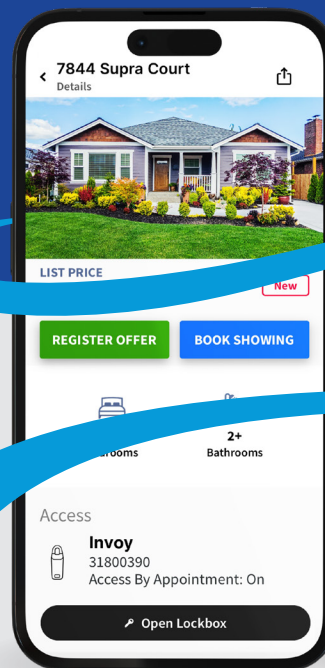 7844 Supra Court
Details
LIST PRICE
New
REGISTER OFFER
BOOK SHOWING
2+
Bathrooms
Access
Invoy
31800390
Access By Appointment: On
Open Lockbox